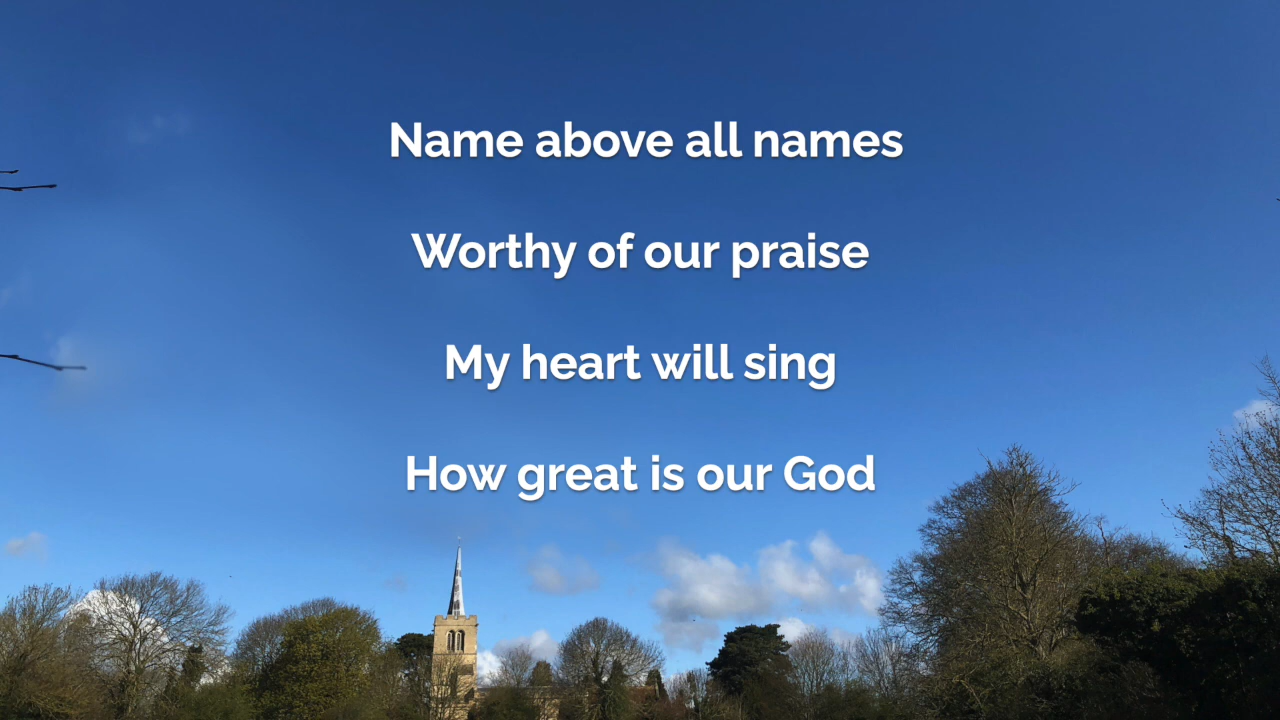 Name above all names
Worthy of our praise
My heart will sing
How great is our God